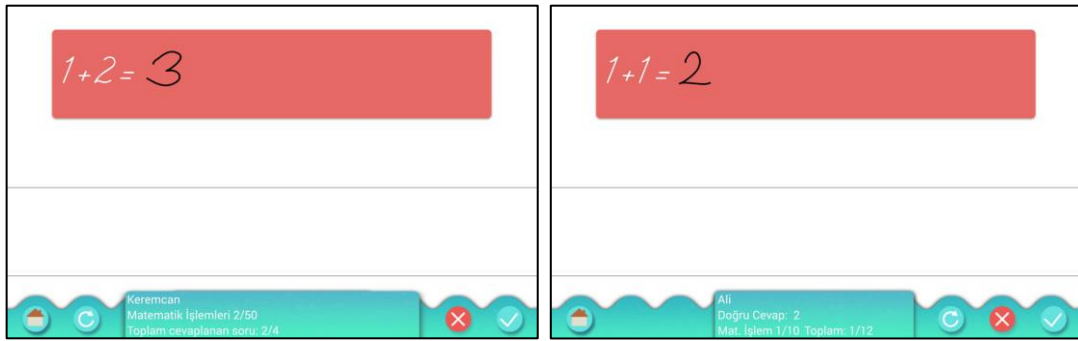 1+2= 3
Keremcan
Matematik İşlemleri 2/50
Toplam cevaplanan soru: 2/4
1+1= 2
Ali
Doğru Cevap: 2
Mat. İşlem 1/10 Toplam: 1/12